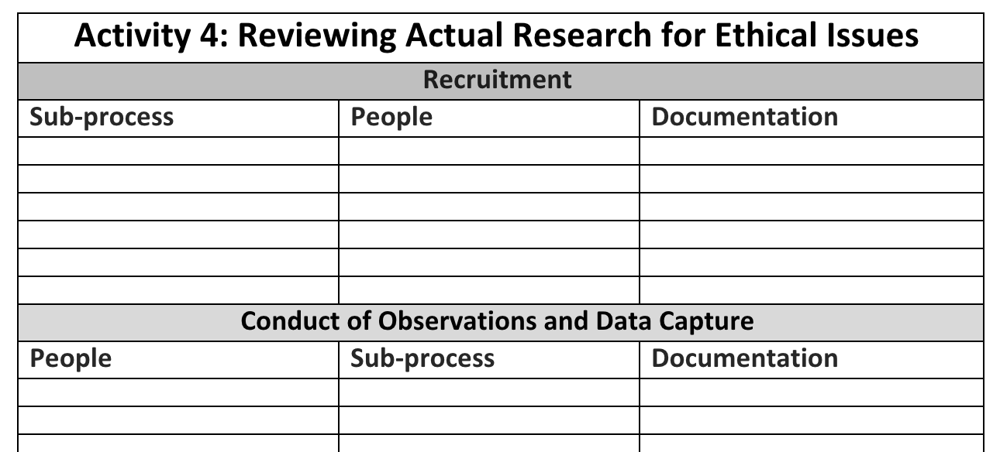 Activity 4: Reviewing Actual Research for Ethical Issues
Recruitment
Sub-process People Documentation
Conduct of Observations and Data Capture
People Sub-process Documentation